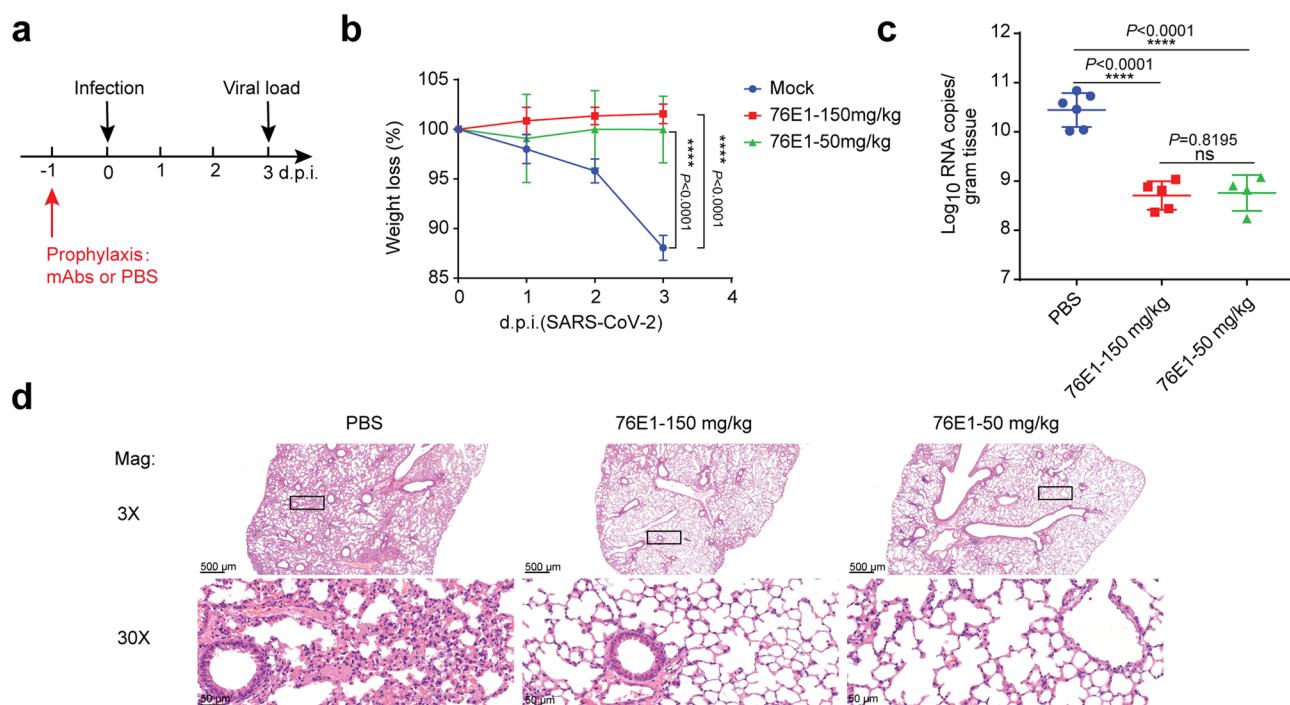 a
Infection
Viral load
-1
0
1
2
3
d.p.i.
Prophylaxis:
mAbs or PBS
b
105
100
95
90
85
Weight loss (%)
0
1
2
3
4
d.p.i.(SARS-CoV-2)
Mock
76E1-150mg/kg
76E1-50mg/kg
**** P<0.0001
**** P<0.0001
c
Log10 RNA copies/
gram tissue
12
11
10
9
8
7
P<0.0001
****
P<0.0001
****
P=0.8195
ns
PBS
76E1-150 mg/kg
76E1-50 mg/kg
d
PBS
76E1-150 mg/kg
76E1-50 mg/kg
Mag:
3X
500 µm
500 µm
500 µm
30X
50 µm
50 µm
50 µm